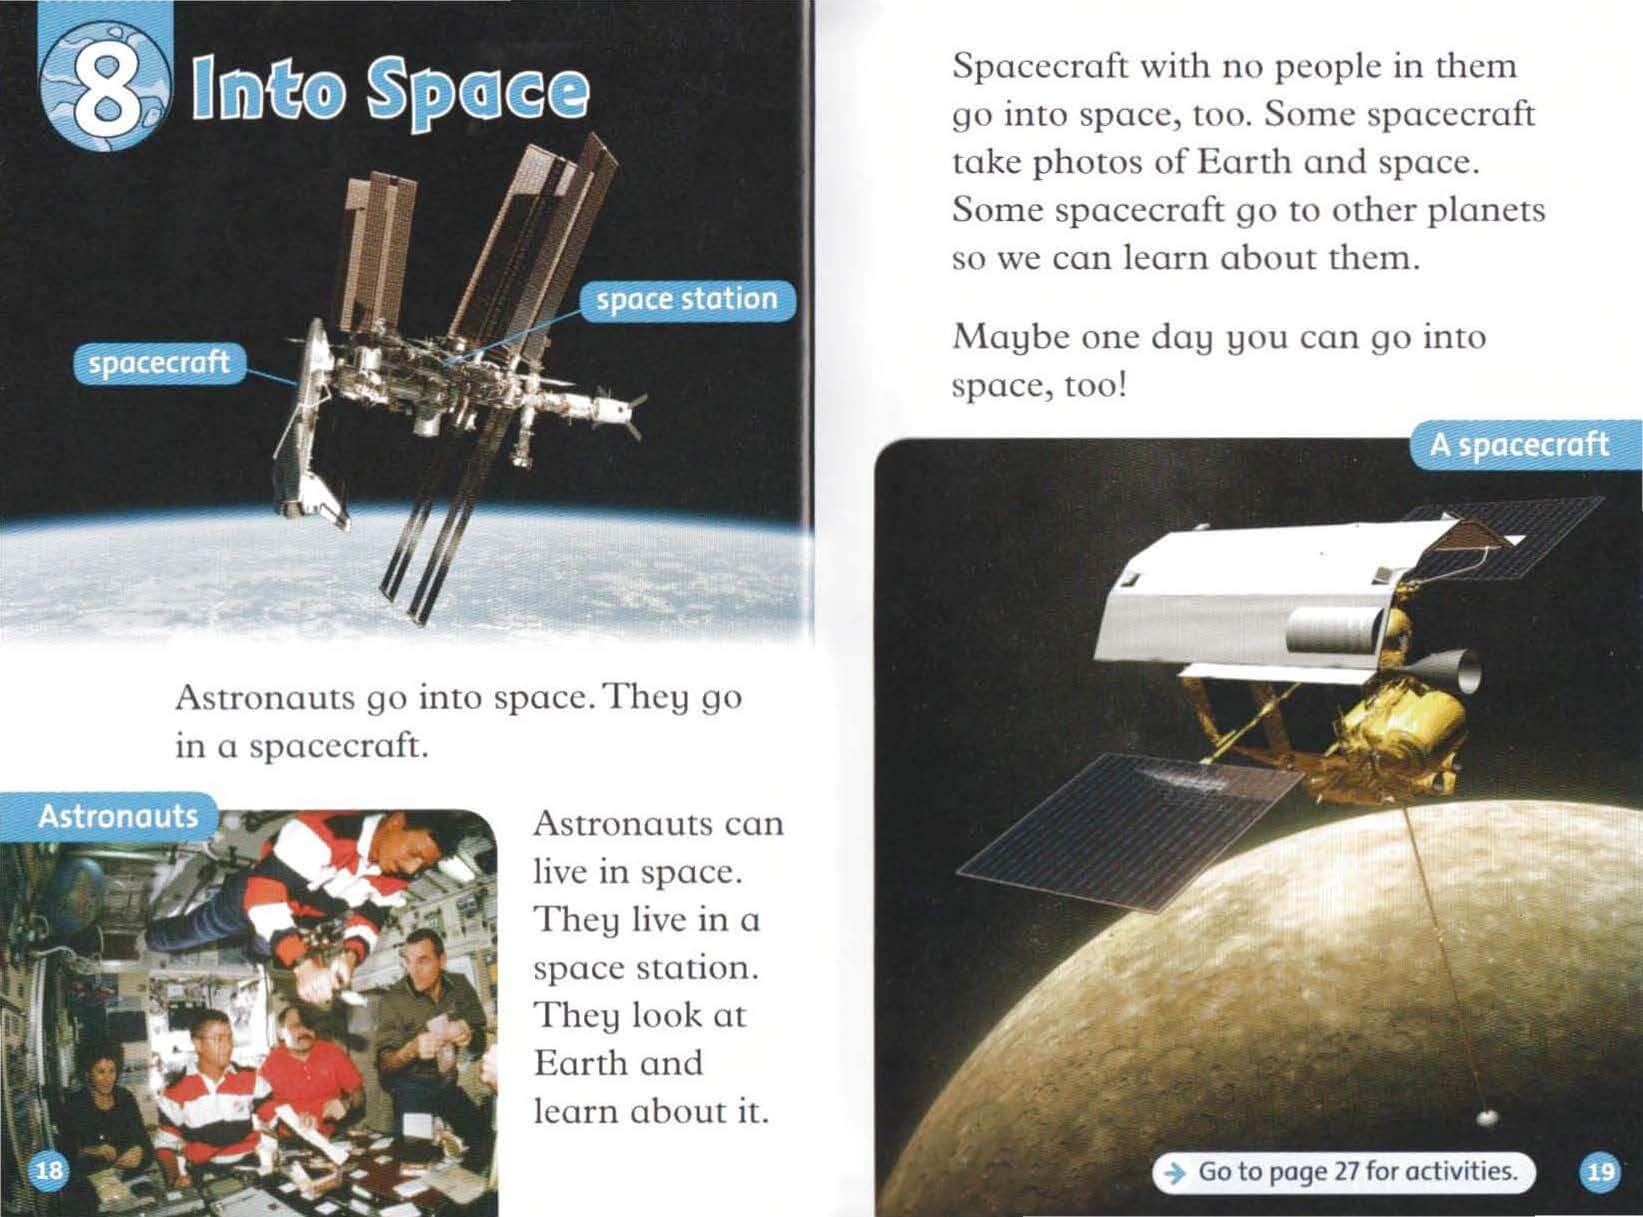 8 Into Space
space station
spacecraft
Astronauts go into space. They go
in a spacecraft.
Astronauts
Astronauts can
live in space.
They live in a
space station.
They look at
Earth and
learn about it.
18
Spacecraft with no people in them
go into space, too. Some spacecraft
take photos of Earth and space.
Some spacecraft go to other planets
so we can learn about them.
Maybe one day you can go into
space, too!
A spacecraft
→ Go to page 27 for activities.
19